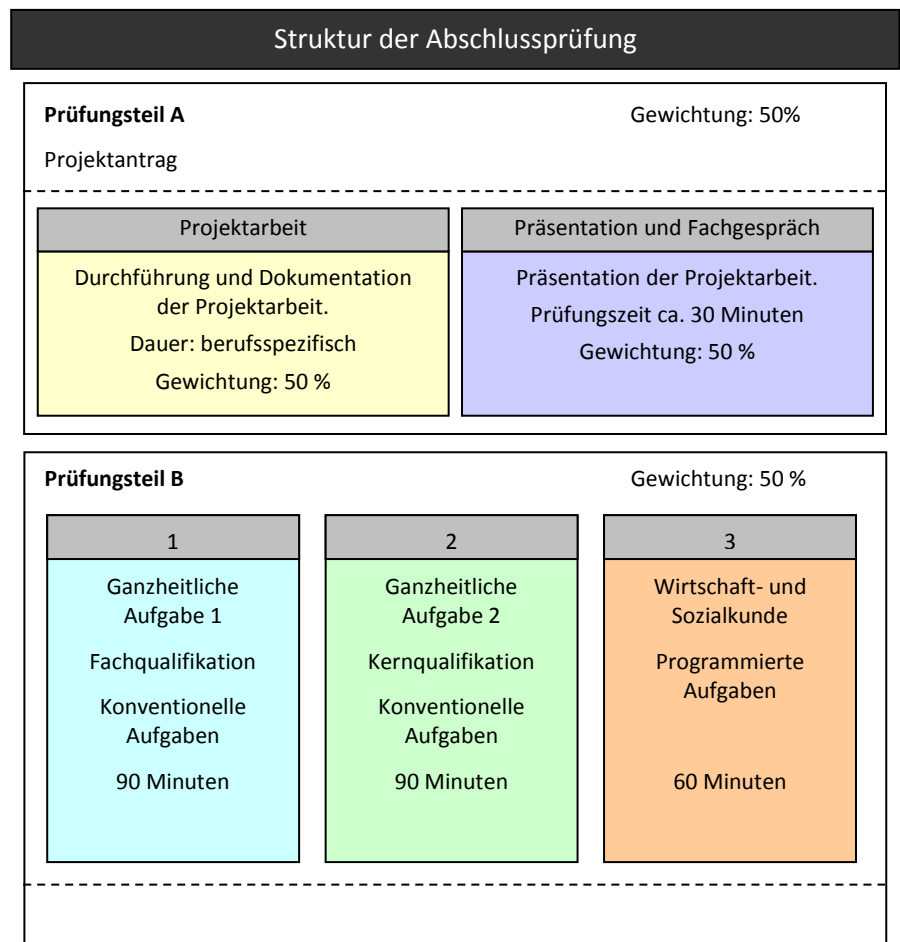 Struktur der Abschlussprüfung
Prüfungsteil A
Gewichtung: 50%
Projektantrag
Projektarbeit
Durchführung und Dokumentation
der Projektarbeit.
Dauer: berufsspezifisch
Gewichtung: 50 %
Präsentation und Fachgespräch
Präsentation der Projektarbeit.
Prüfungszeit ca. 30 Minuten
Gewichtung: 50 %
Prüfungsteil B
Gewichtung: 50 %
1
Ganzheitliche
Aufgabe 1
Fachqualifikation
Konventionelle
Aufgaben
90 Minuten
2
Ganzheitliche
Aufgabe 2
Kernqualifikation
Konventionelle
Aufgaben
90 Minuten
3
Wirtschaft- und
Sozialkunde
Programmierte
Aufgaben
60 Minuten